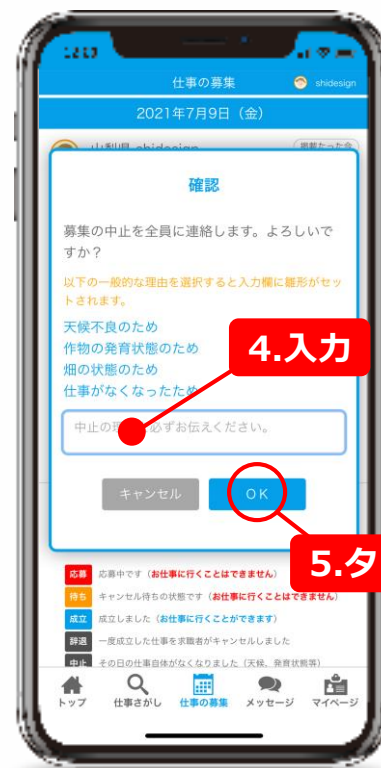 仕事の募集
shidesign
2021年7月9日（金）
確認
募集の中止を全員に連絡します。よろしいで
すか？
以下の一般的な理由を選択すると入力欄に雛形がセッ
トされます。
天候不良のため
作物の発育状態のため
畑の状態のため
仕事がなくなったため
4.入力
中止の 必ずお伝えください。
キャンセル
OK
5.タ
応募 応募中です（お仕事に行くことはできません）
待ち キャンセル待ちの状態です（お仕事に行くことはできません）
成立 成立しました（お仕事に行くことができます）
辞退 一度成立した仕事を求職者がキャンセルしました
中止 その日の仕事自体がなくなりました（天候、発育状態等）
トップ 仕事さがし 仕事の募集 メッセージ マイページ